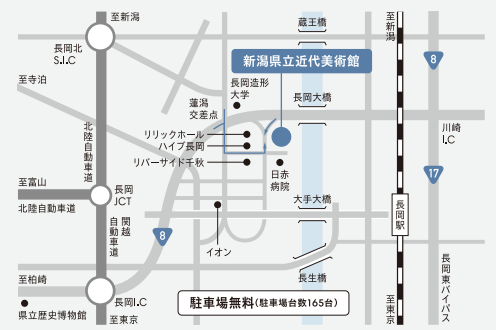 至新潟
蔵王橋
至新潟
長岡北
S.I.C
新潟県立近代美術館
8
至寺泊
長岡造形
大学
蓮潟
交差点
長岡大橋
川崎
I.C
北陸自動車道
リリックホール
ハイブ長岡
リバーサイド千秋
日赤
病院
17
至富山
長岡
JCT
北陸自動車道
大手大橋
長岡駅
関越
自動車道
8
イオン
至柏崎
長生橋
長岡東バイパス
県立歴史博物館
長岡I.C
至東京
駐車場無料(駐車場台数165台)
至東京